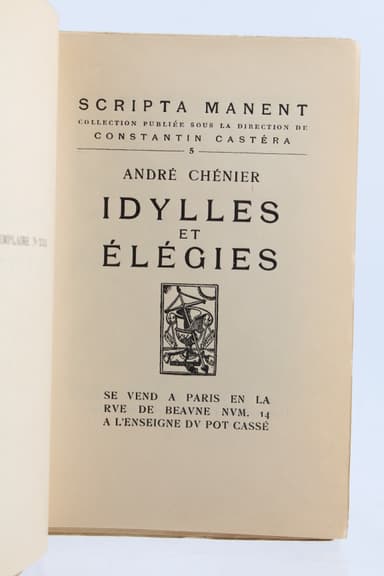 SCRIPTA MANENT
COLLECTION PUBLIÉE SOUS LA DIRECTION DE
CONSTANTIN CASTÉRA
5
ANDRÉ CHÉNIER
IDYLLES
ET
ÉLÉGIES
SE VEND A PARIS EN LA
RVE DE BEAVNE NVM. 14
A L'ENSEIGNE DV POT CASSÉ